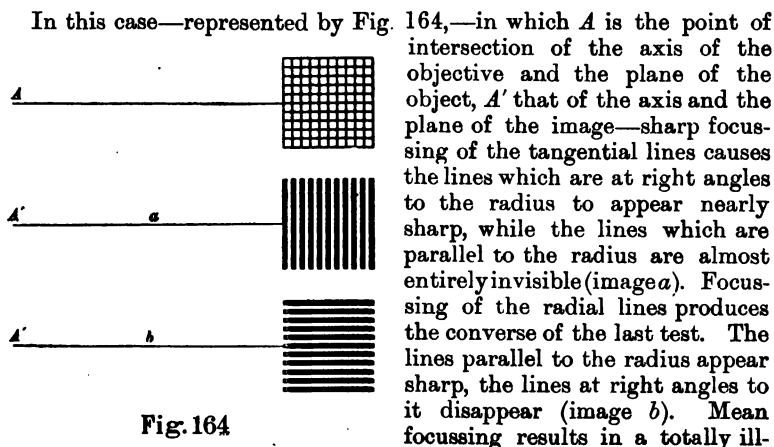 In this case—represented by Fig. 164,—in which A is the point of
intersection of the axis of the
objective and the plane of the
object, A' that of the axis and the
plane of the image—sharp focus-
sing of the tangential lines causes
the lines which are at right angles
to the radius to appear nearly
sharp, while the lines which are
parallel to the radius are almost
entirely invisible (image a). Focus-
sing of the radial lines produces
the converse of the last test. The
lines parallel to the radius appear
sharp, the lines at right angles to
it disappear (image b). Mean
focussing results in a totally ill-
A
A' a
A' b
Fig. 164